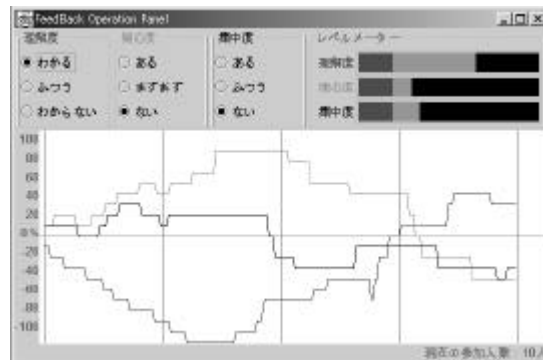 FeedBack Operation Panel
理解度 関心度 集中度 レベルメーター
わかる ある ある 理解度
ふつう まずまず ふつう 関心度
わからない ない ない 集中度
100
80
60
40
20
0%
-20
-40
-60
-80
-100
現在の参加人数 10人